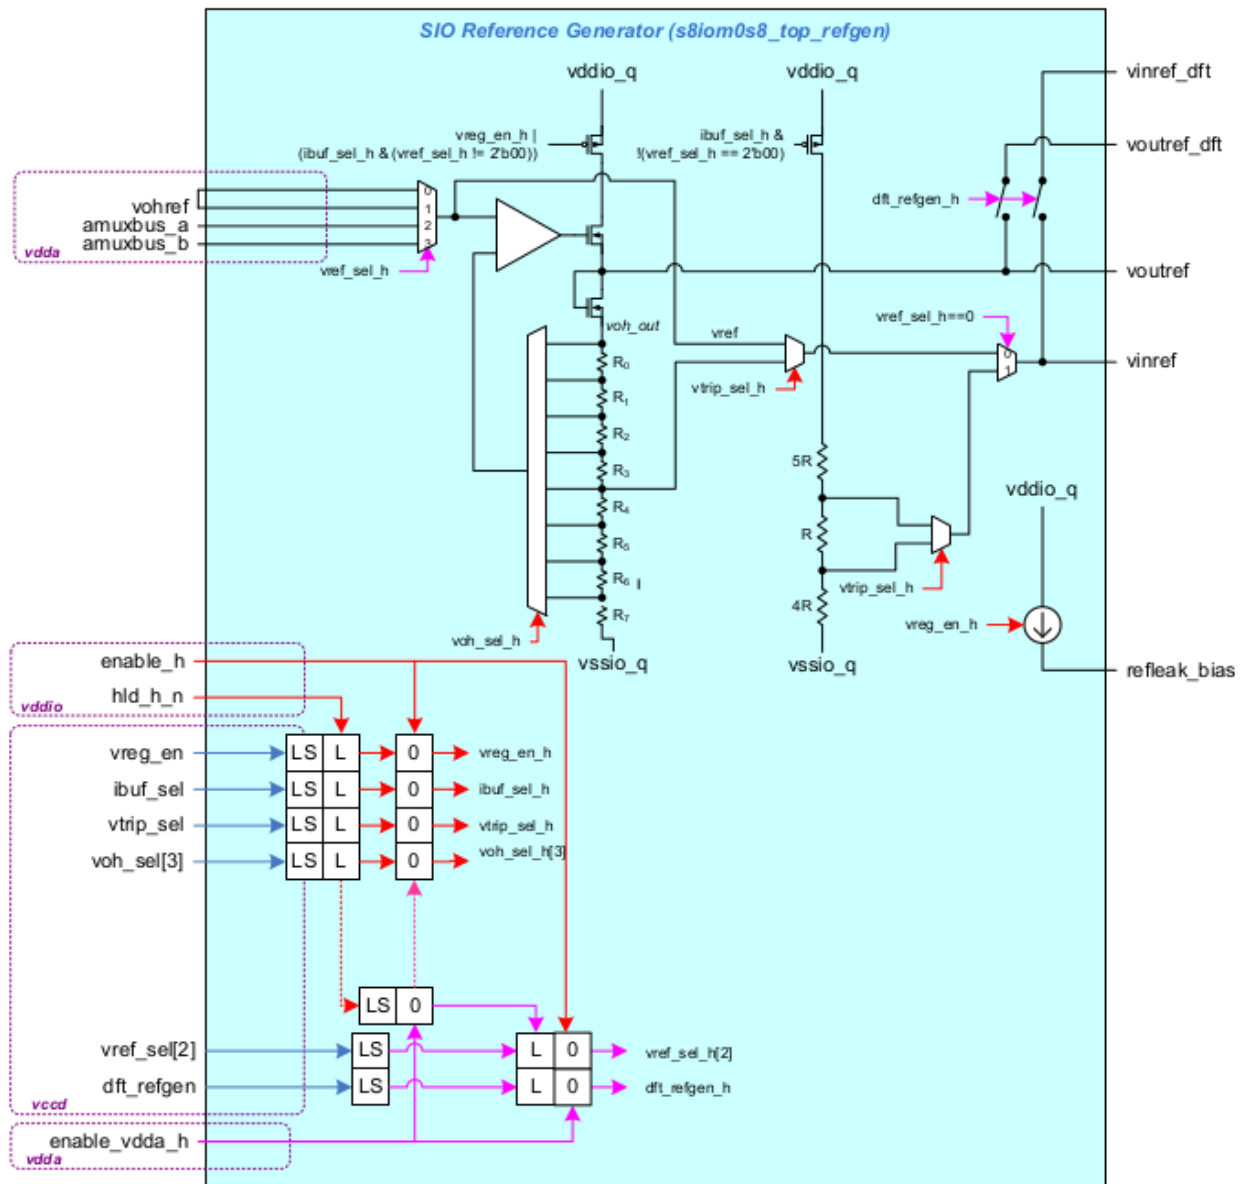 SIO Reference Generator (s8iom0s8_top_refgen)
vddio_q
vddio_q
vinref_dft
vreg_en_h |
(ibuf_sel_h & (vref_sel_h != 2'b00))
ibuf_sel_h &
!(vref_sel_h == 2'b00)
voutref_dft
dft_refgen_h
vohref
amuxbus_a
amuxbus_b
vdda
0
1
2
3
vref_sel_h
voutref
voh_out
vref
vref_sel_h==0
0
1
vinref
vtrip_sel_h
R0
R1
R2
R3
R4
R5
R6 I
R7
5R
R
4R
vddio_q
vtrip_sel_h
vreg_en_h
voh_sel_h
vssio_q
vssio_q
refleak_bias
enable_h
hld_h_n
vddio
vreg_en
LS L 0
vreg_en_h
ibuf_sel
LS L 0
ibuf_sel_h
vtrip_sel
LS L 0
vtrip_sel_h
voh_sel[3]
LS L 0
voh_sel_h[3]
LS 0
vref_sel[2]
LS L 0
vref_sel_h[2]
dft_refgen
LS L 0
dft_refgen_h
vccd
enable_vdda_h
vdda